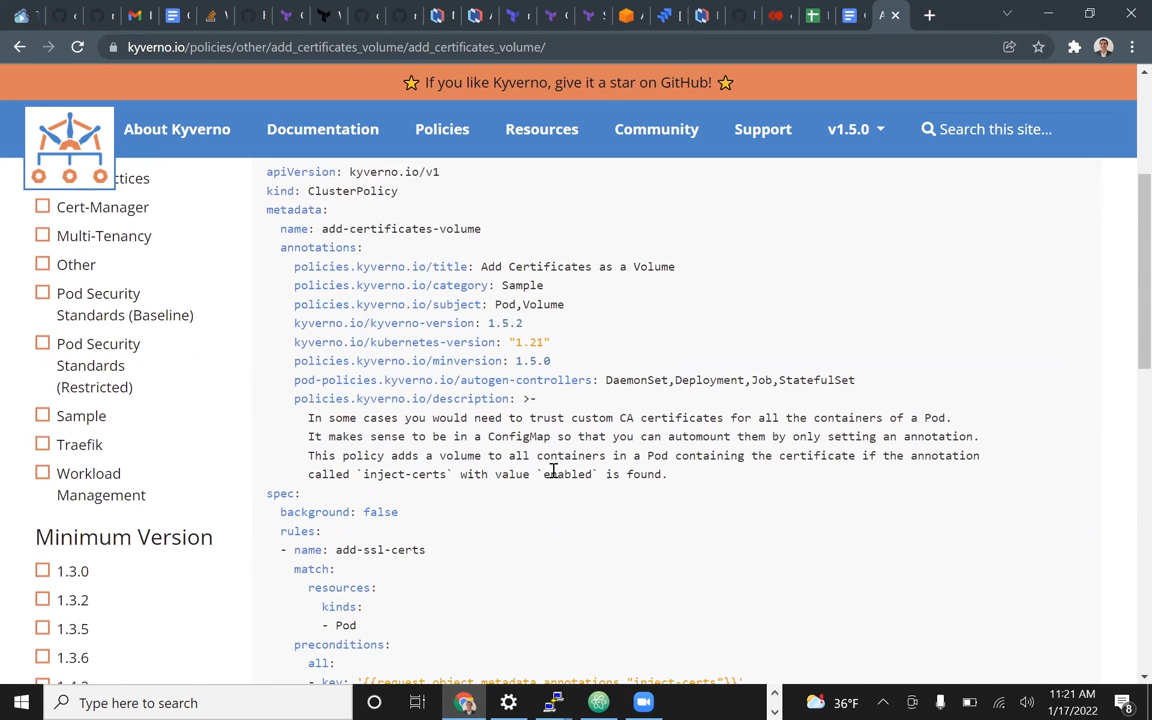 kyverno.io/policies/other/add_certificates_volume/add_certificates_volume/
If you like Kyverno, give it a star on GitHub!
About Kyverno
Documentation
Policies
Resources
Community
Support
v1.5.0
Search this site...
Cert-Manager
Multi-Tenancy
Other
Pod Security
Standards (Baseline)
Pod Security
Standards
(Restricted)
Sample
Traefik
Workload
Management
Minimum Version
1.3.0
1.3.2
1.3.5
1.3.6
apiVersion: kyverno.io/v1
kind: ClusterPolicy
metadata:
name: add-certificates-volume
annotations:
policies.kyverno.io/title: Add Certificates as a Volume
policies.kyverno.io/category: Sample
policies.kyverno.io/subject: Pod,Volume
kyverno.io/kyverno-version: 1.5.2
kyverno.io/kubernetes-version: "1.21"
policies.kyverno.io/minversion: 1.5.0
pod-policies.kyverno.io/autogen-controllers: DaemonSet,Deployment,Job,StatefulSet
policies.kyverno.io/description: >-
In some cases you would need to trust custom CA certificates for all the containers of a Pod.
It makes sense to be in a ConfigMap so that you can automount them by only setting an annotation.
This policy adds a volume to all containers in a Pod containing the certificate if the annotation
called `inject-certs` with value `enabled` is found.
spec:
background: false
rules:
- name: add-ssl-certs
match:
resources:
kinds:
- Pod
preconditions:
all:
- key: '{{request.object.metadata.annotations."inject-certs"}}'
Type here to search
36°F
11:21 AM
1/17/2022
8